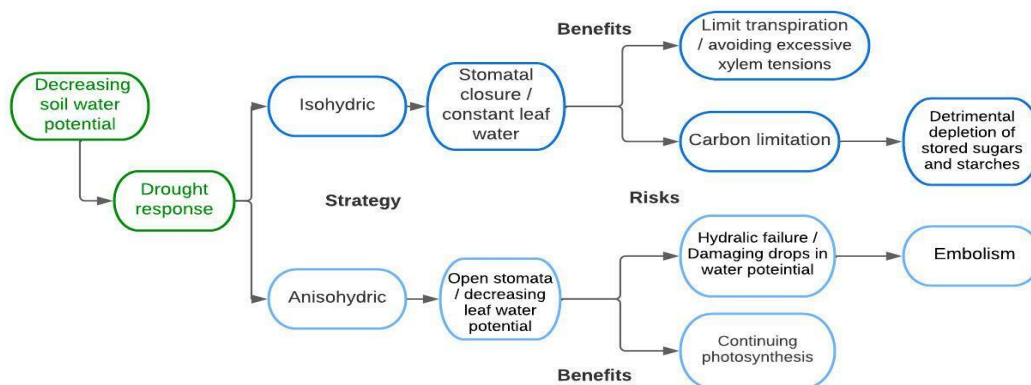 Benefits
Limit transpiration
/ avoiding excessive
xylem tensions
Decreasing
soil water
potential
Isohydric
Stomatal
closure /
constant leaf
water
Carbon limitation
Detrimental
depletion of
stored sugars
and starches
Drought
response
Strategy
Risks
Hydralic failure /
Damaging drops in
water poteintial
Embolism
Anisohydric
Open stomata
/ decreasing
leaf water
potential
Continuing
photosynthesis
Benefits